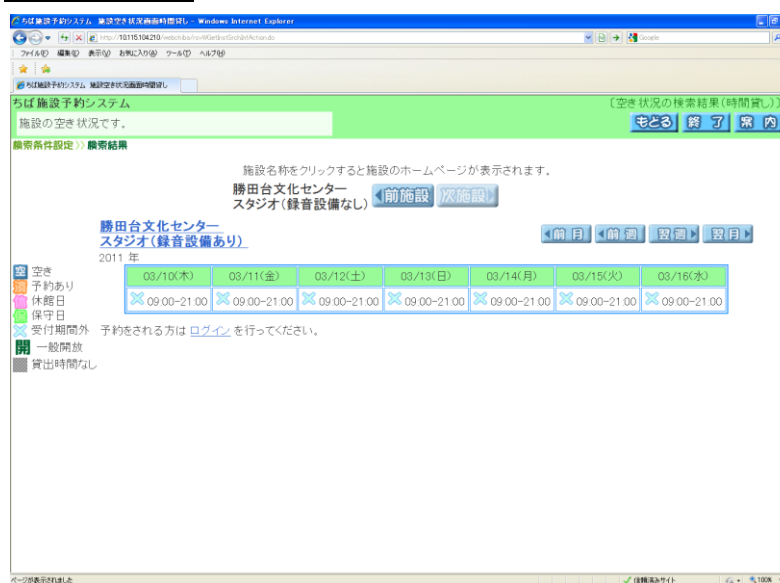 ちば施設予約システム 施設空き状況画面時間貸し - Windows Internet Explorer
ファイル(F) 編集(E) 表示(V) お気に入り(A) ツール(T) ヘルプ(H)
Google
ちば施設予約システム 施設空き状況画面時間貸し
ちば施設予約システム
〔空き状況の検索結果(時間貸し)〕
施設の空き状況です。
もどる 終了 案内
検索条件設定>>検索結果
施設名称をクリックすると施設のホームページが表示されます。
勝田台文化センター
スタジオ(録音設備なし)
前施設 次施設
勝田台文化センター
スタジオ(録音設備あり)
前月 前週 翌週 翌月
2011 年
03/10(木) 03/11(金) 03/12(土) 03/13(日) 03/14(月) 03/15(火) 03/16(水)
09:00-21:00 09:00-21:00 09:00-21:00 09:00-21:00 09:00-21:00 09:00-21:00 09:00-21:00
空 空き
予約あり
休館日
保守日
受付期間外
開 一般開放
貸出時間なし
予約をされる方は ログイン を行ってください。
ページが表示されました
信頼済みサイト
100%